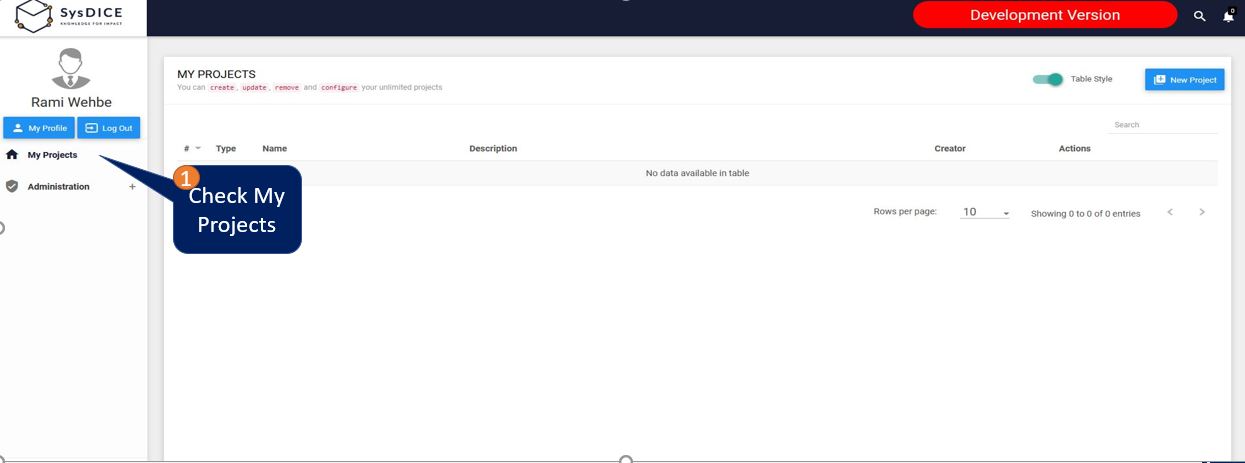 SysDICE
KNOWLEDGE FOR IMPACT
Development Version
0
Rami Wehbe
My Profile
Log Out
My Projects
Administration +
1
Check My
Projects
MY PROJECTS
You can create, update, remove and configure your unlimited projects
Table Style
New Project
Search
# Type Name Description Creator Actions
No data available in table
Rows per page: 10 Showing 0 to 0 of 0 entries < >